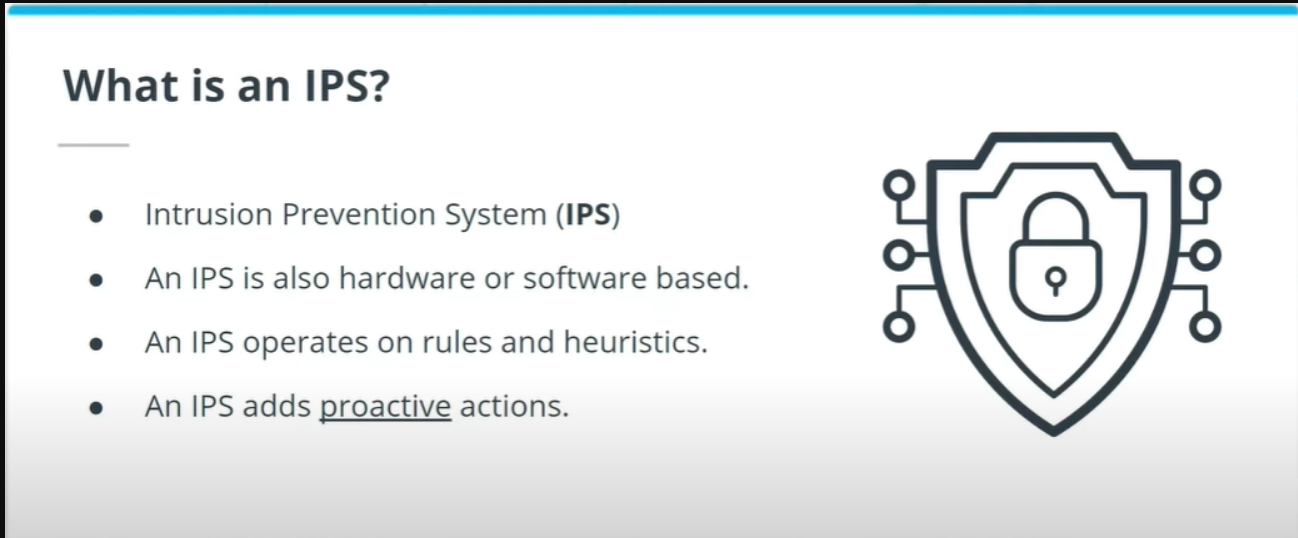 What is an IPS?
● Intrusion Prevention System (IPS)
● An IPS is also hardware or software based.
● An IPS operates on rules and heuristics.
● An IPS adds proactive actions.